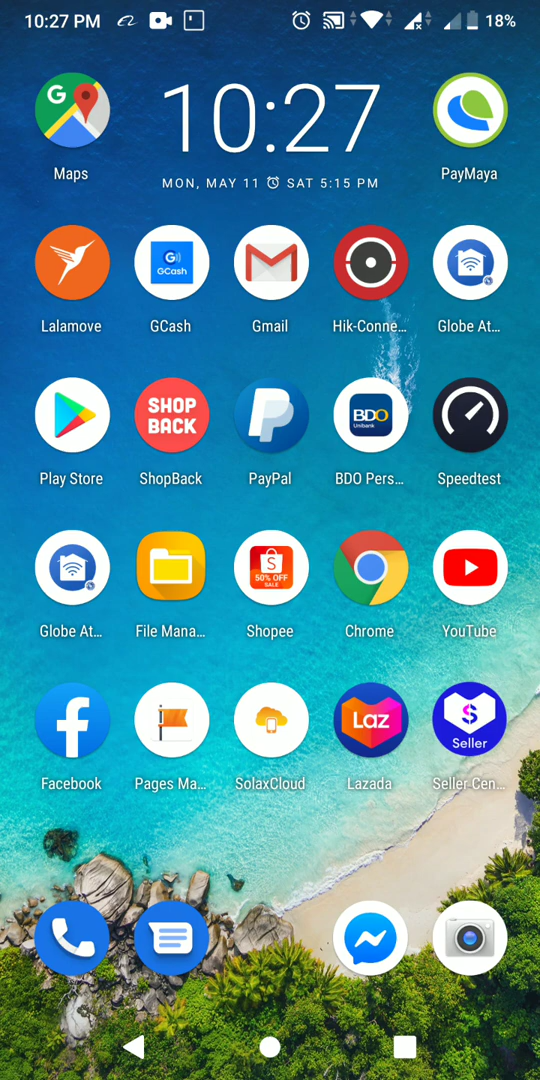 10:27 PM 18%
10:27
MON, MAY 11 SAT 5:15 PM
G
Maps
PayMaya
G))
GCash
Lalamove GCash Gmail Hik-Conne... Globe At...
SHOP
BACK
BDO
Unibank
Play Store ShopBack PayPal BDO Pers... Speedtest
50% OFF
SALE
Globe At... File Mana... Shopee Chrome YouTube
Laz
$
Seller
Facebook Pages Ma... SolaxCloud Lazada Seller Cen...